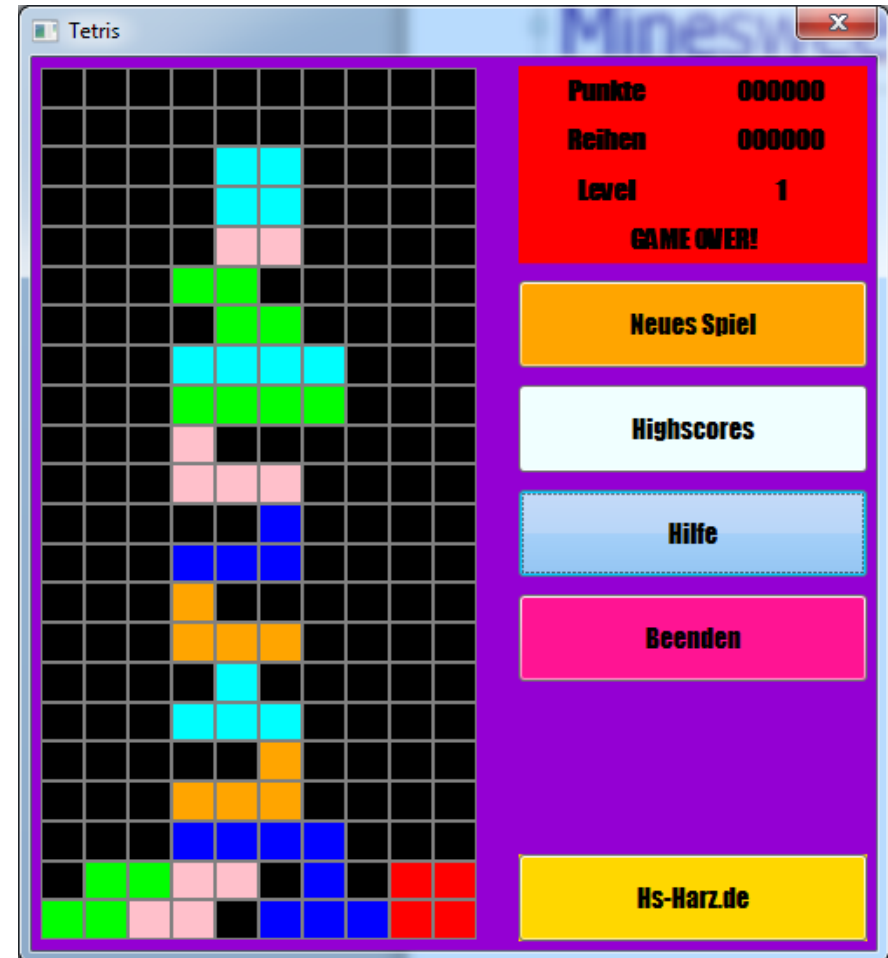 Tetris
Punkte 000000
Reihen 000000
Level 1
GAME OVER!
Neues Spiel
Highscores
Hilfe
Beenden
Hs-Harz.de